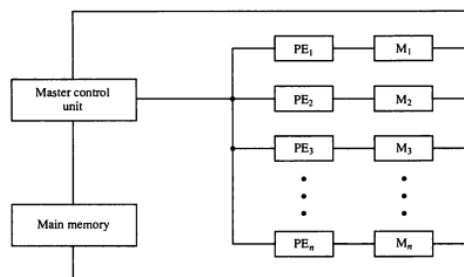 PE₁ M₁
Master control
unit
PE₂ M₂
PE₃ M₃
Main memory
PEₙ Mₙ